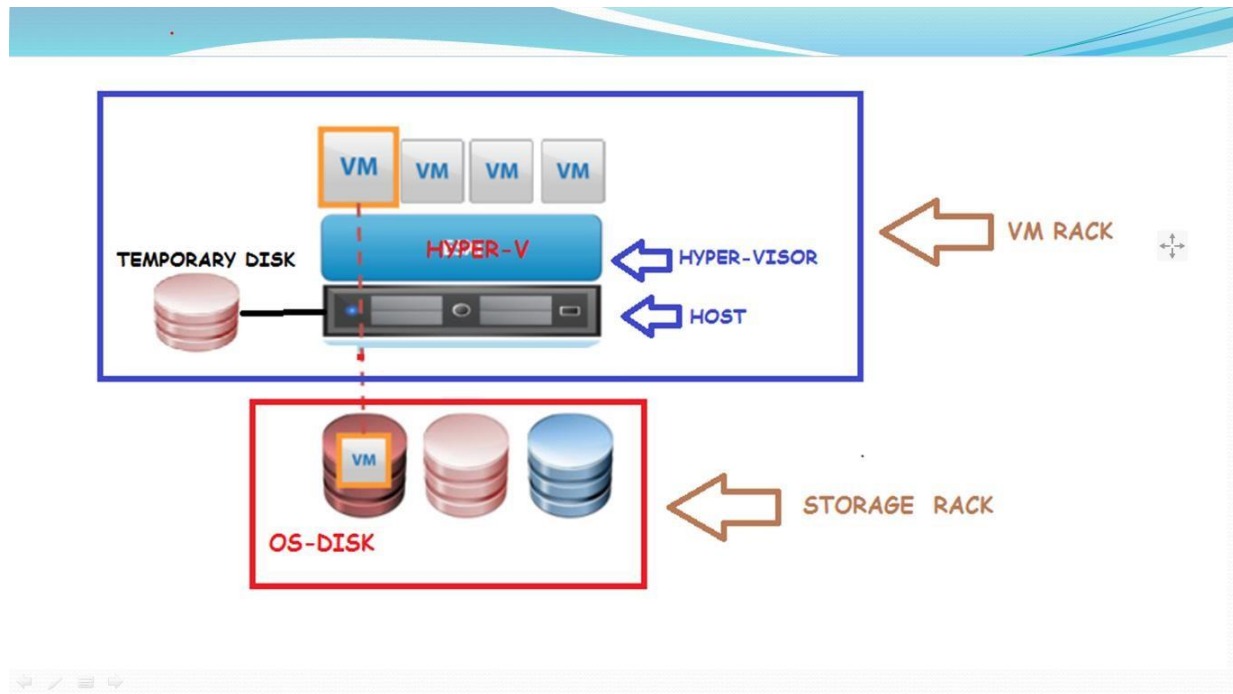 VM
VM
VM
VM
HYPER-V
HYPER-VISOR
TEMPORARY DISK
HOST
VM RACK
VM
OS-DISK
STORAGE RACK